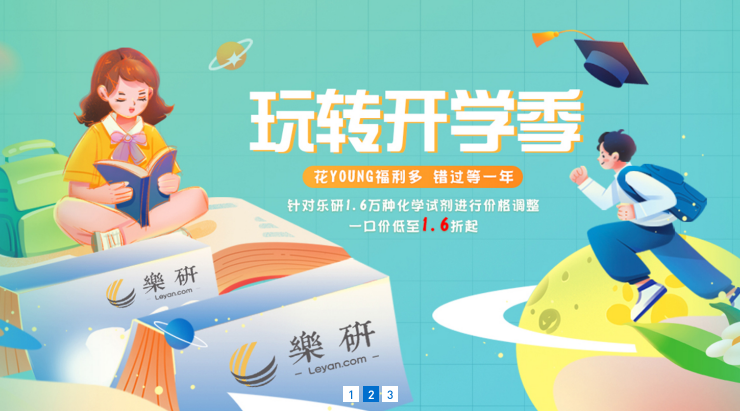 玩转开学季
花YOUNG福利多 错过等一年
针对乐研1.6万种化学试剂进行价格调整
一口价低至1.6折起
樂研
Leyan.com
樂研
- Leyan.com -
1 2 3